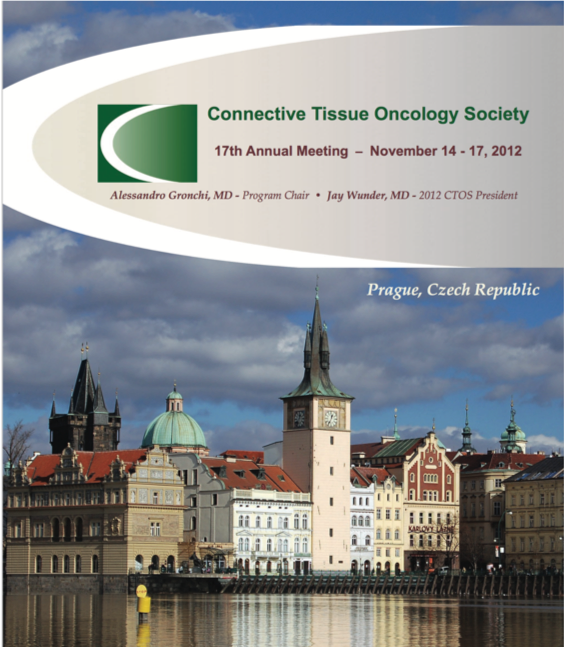 Connective Tissue Oncology Society
17th Annual Meeting – November 14 - 17, 2012
Alessandro Gronchi, MD - Program Chair • Jay Wunder, MD - 2012 CTOS President
Prague, Czech Republic
KARLOVY LÁZNĚ